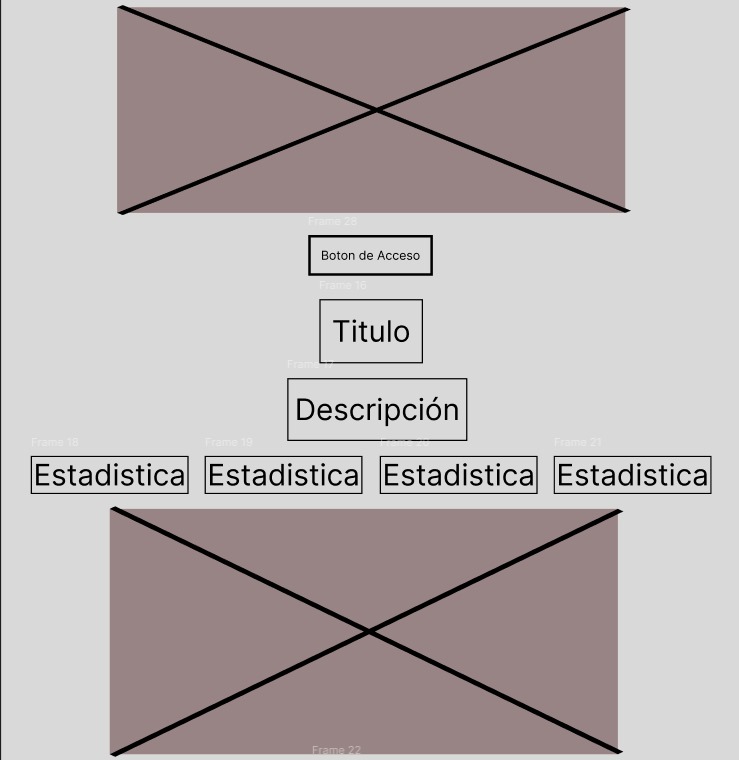 Frame 28
Boton de Acceso
Frame 16
Titulo
Frame 17
Descripción
Frame 18 Frame 19 Frame 20 Frame 21
Estadistica Estadistica Estadistica Estadistica
Frame 22